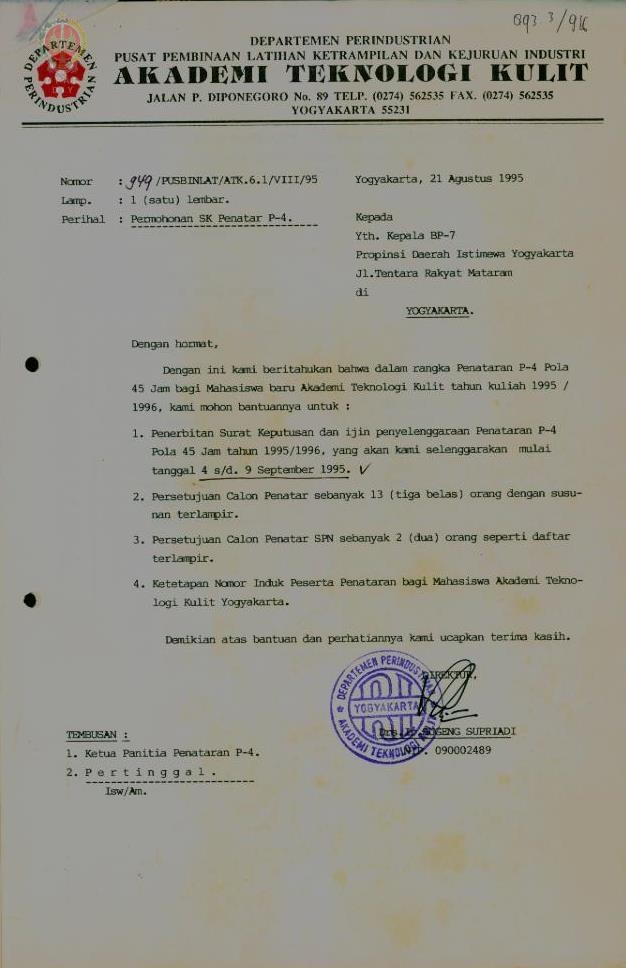 893.3/916
DEPARTEMEN PERINDUSTRIAN
DEPARTEMEN PERINDUSTRIAN
PUSAT PEMBINAAN LATIHAN KETRAMPILAN DAN KEJURUAN INDUSTRI
AKADEMI TEKNOLOGI KULIT
JALAN P. DIPONEGORO No. 89 TELP. (0274) 562535 FAX. (0274) 562535
YOGYAKARTA 55231
Nomor : 949/PUSBINLAT/ATK.6.1/VIII/95
Yogyakarta, 21 Agustus 1995
Lamp. : 1 (satu) lembar.
Perihal : Permohonan SK Penatar P-4.
Kepada
Yth. Kepala BP-7
Propinsi Daerah Istimewa Yogyakarta
Jl.Tentara Rakyat Mataram
di
YOGYAKARTA.
Dengan hormat,
Dengan ini kami beritahukan bahwa dalam rangka Penataran P-4 Pola
45 Jam bagi Mahasiswa baru Akademi Teknologi Kulit tahun kuliah 1995 /
1996, kami mohon bantuannya untuk :
1. Penerbitan Surat Keputusan dan ijin penyelenggaraan Penataran P-4
Pola 45 Jam tahun 1995/1996, yang akan kami selenggarakan mulai
tanggal 4 s/d. 9 September 1995. ✓
2. Persetujuan Calon Penatar sebanyak 13 (tiga belas) orang dengan susu-
nan terlampir.
3. Persetujuan Calon Penatar SPN sebanyak 2 (dua) orang seperti daftar
terlampir.
4. Ketetapan Nomor Induk Peserta Penataran bagi Mahasiswa Akademi Tekno-
logi Kulit Yogyakarta.
Demikian atas bantuan dan perhatiannya kami ucapkan terima kasih.
DIREKTUR,
DEPARTEMEN PERINDUSTRIAN
YOGYAKARTA
AKADEMI TEKNOLOGI KULIT
SUGENG SUPRIADI
090002489
TEMBUSAN :
1. Ketua Panitia Penataran P-4.
2. P e r t i n g g a l .
Isw/Am.